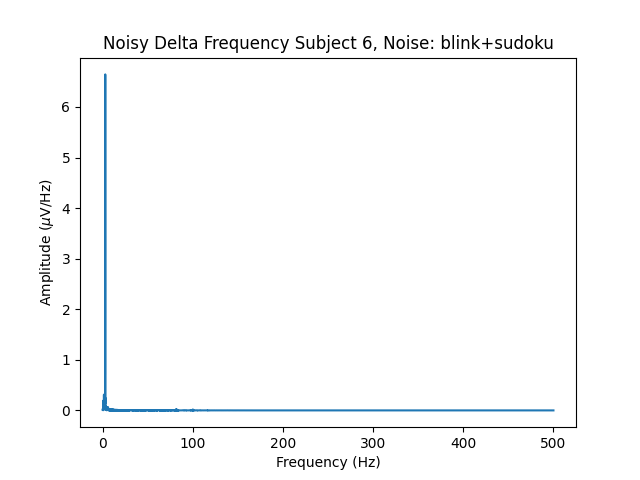 Noisy Delta Frequency Subject 6, Noise: blink+sudoku
Amplitude (μV/Hz)
6
5
4
3
2
1
0
0 100 200 300 400 500
Frequency (Hz)